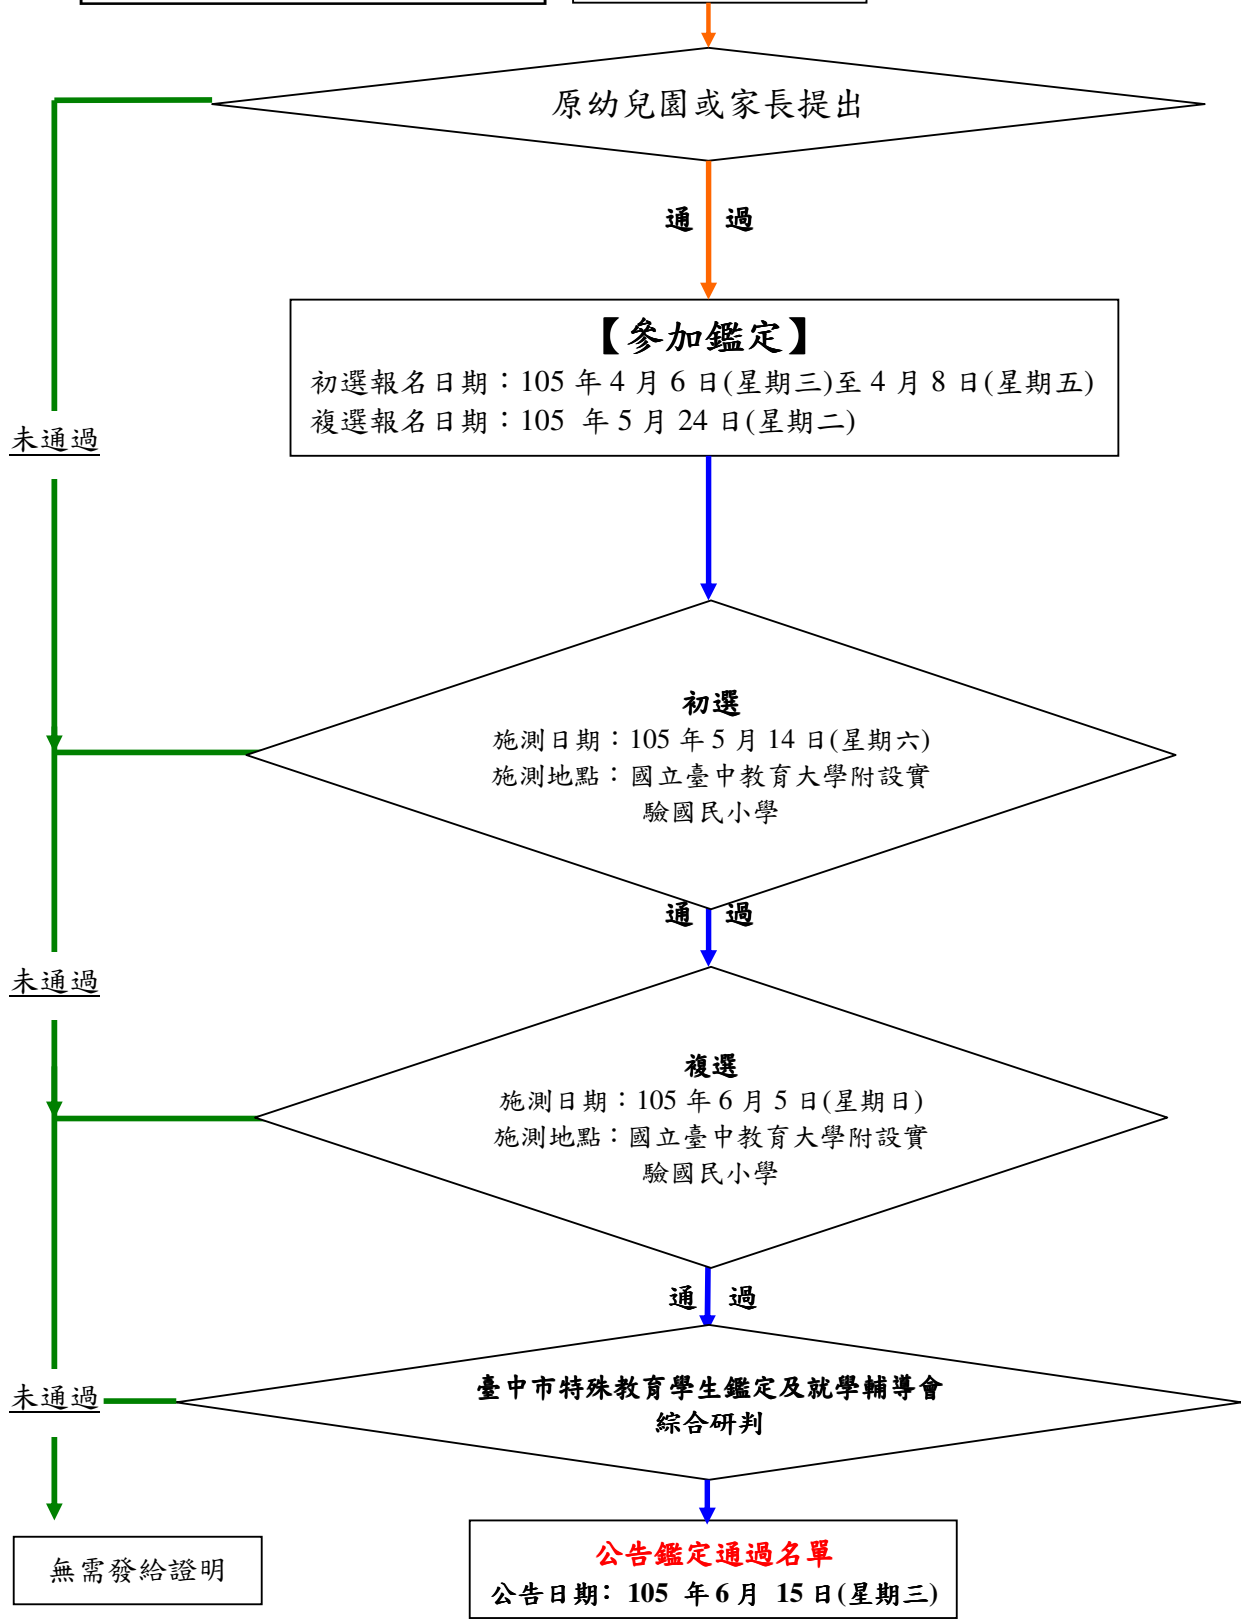 原幼兒園或家長提出
通 過
【參加鑑定】
初選報名日期：105 年 4 月 6 日(星期三)至 4 月 8 日(星期五)
複選報名日期：105 年 5 月 24 日(星期二)
未通過
初選
施測日期：105 年 5 月 14 日(星期六)
施測地點：國立臺中教育大學附設實
驗國民小學
通 過
未通過
複選
施測日期：105 年 6 月 5 日(星期日)
施測地點：國立臺中教育大學附設實
驗國民小學
通 過
臺中市特殊教育學生鑑定及就學輔導會
綜合研判
未通過
無需發給證明
公告鑑定通過名單
公告日期: 105 年 6 月 15 日(星期三)